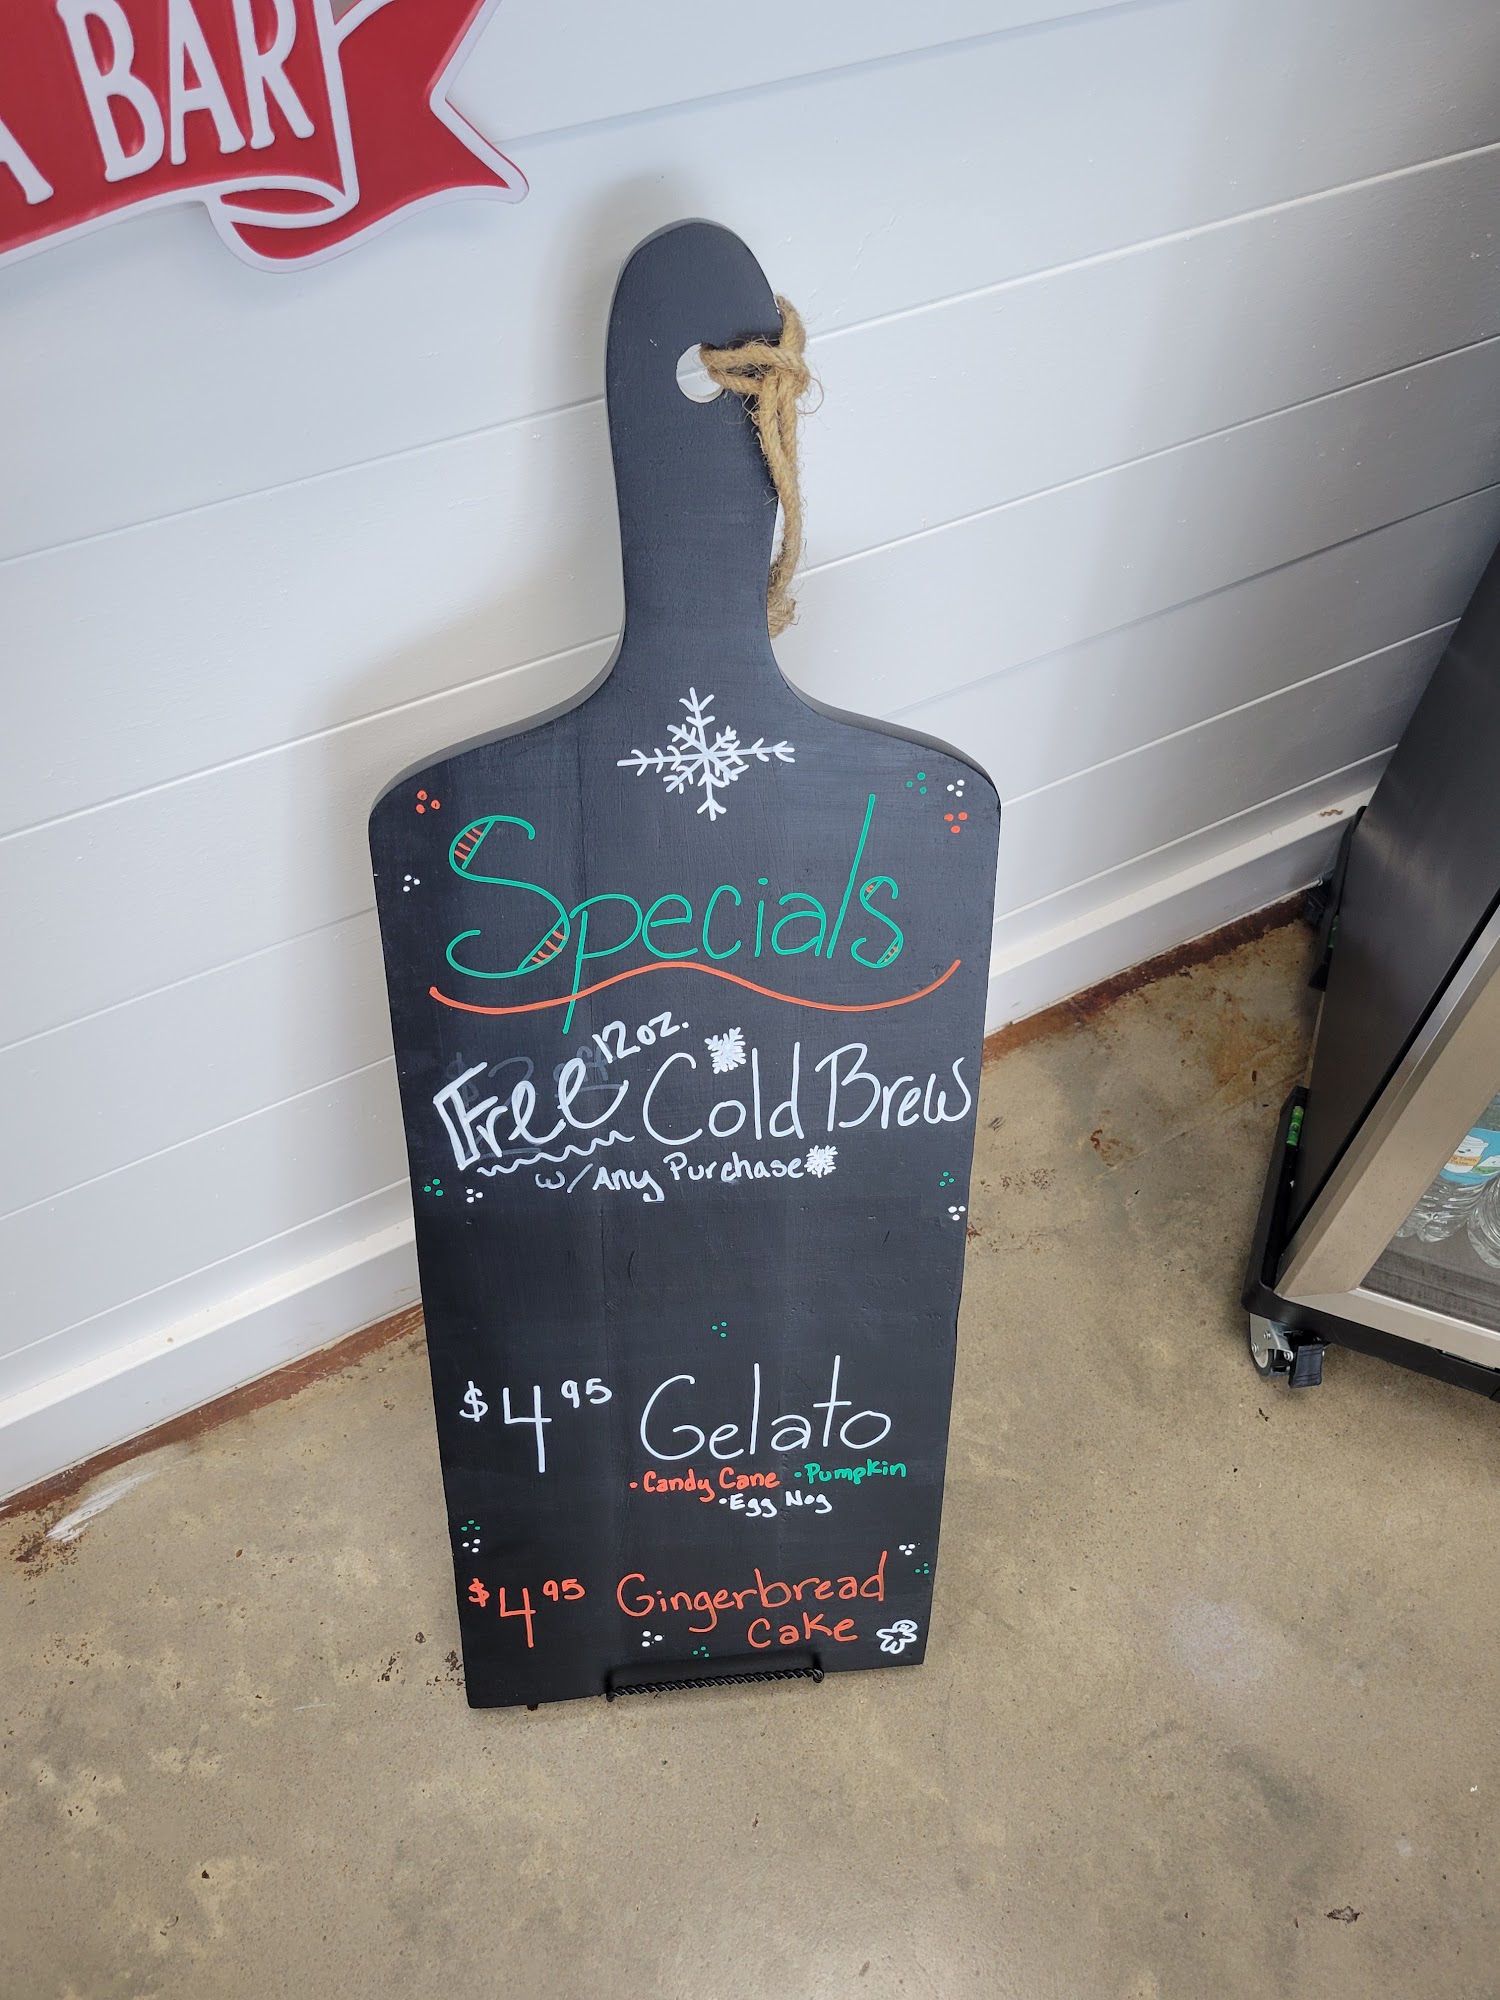 A BAR
Specials
Free 12oz. Cold Brew
w/Any Purchase
$4 95 Gelato
• Candy Cane • Pumpkin
• Egg Nog
$4 95 Gingerbread
Cake